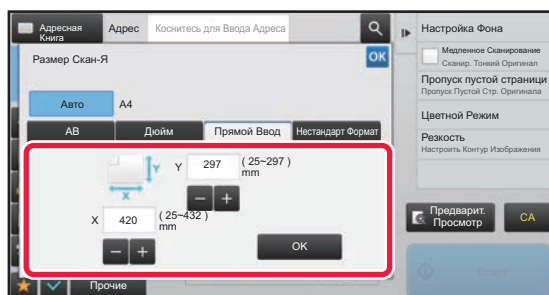 Адресная
Книга
Адрес
Коснитесь для Ввода Адреса
Размер Скан-Я
OK
Авто
A4
AB
Дюйм
Прямой Ввод
Нестандарт Формат
Y
X
Y
297
( 25~297 )
mm
X
420
( 25~432 )
mm
OK
Прочие
Настройка Фона
Медленное Сканирование
Сканир. Тонкий Оригинал
Пропуск пустой страници
Пропуск Пустой Стр. Оригинала
Цветной Режим
Резкость
Настроить Контур Изображения
Предварит.
Просмотр
CA
Старт